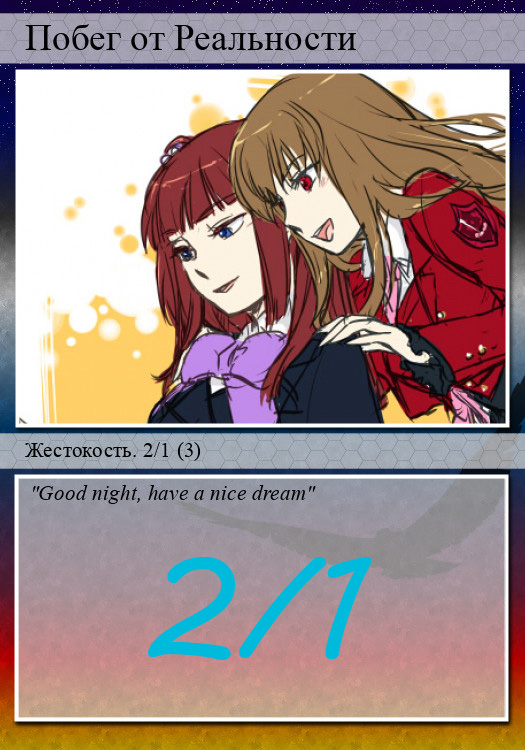 Побег от Реальности
Жестокость. 2/1 (3)
"Good night, have a nice dream"
2/1